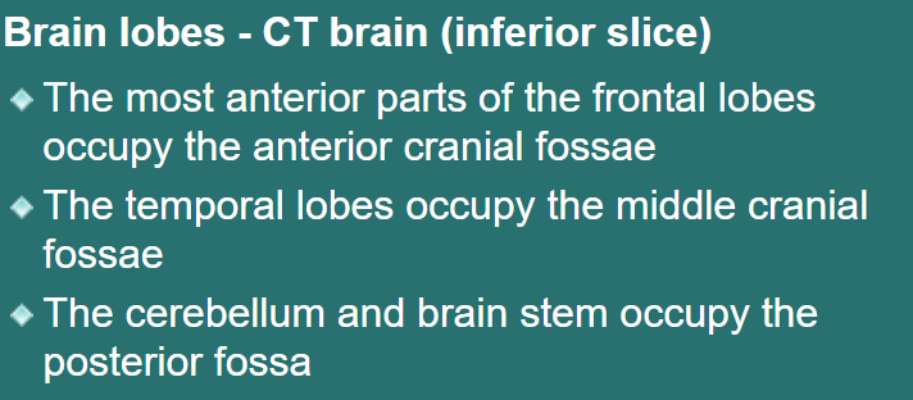 Brain lobes - CT brain (inferior slice)
The most anterior parts of the frontal lobes
occupy the anterior cranial fossae
The temporal lobes occupy the middle cranial
fossae
The cerebellum and brain stem occupy the
posterior fossa